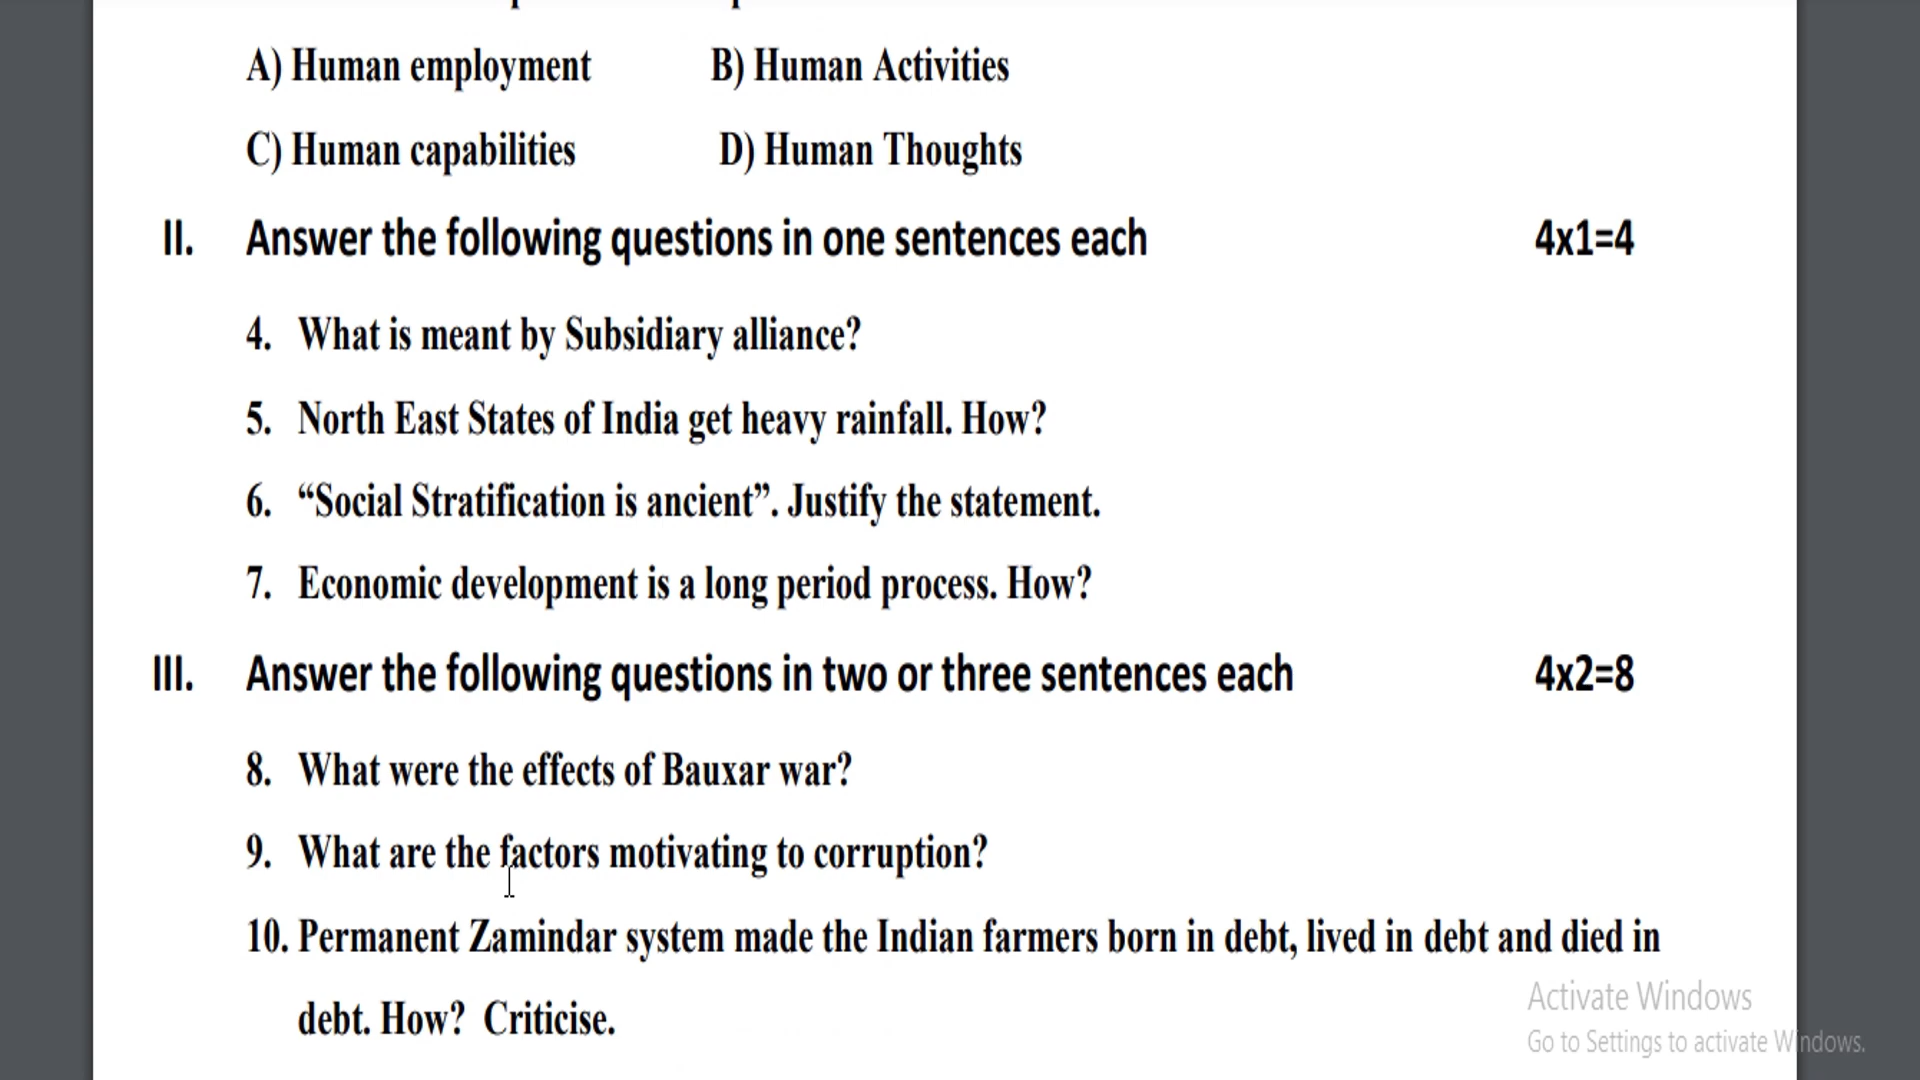 A) Human employment B) Human Activities
C) Human capabilities D) Human Thoughts
II. Answer the following questions in one sentences each 4x1=4
4. What is meant by Subsidiary alliance?
5. North East States of India get heavy rainfall. How?
6. “Social Stratification is ancient”. Justify the statement.
7. Economic development is a long period process. How?
III. Answer the following questions in two or three sentences each 4x2=8
8. What were the effects of Bauxar war?
9. What are the factors motivating to corruption?
10. Permanent Zamindar system made the Indian farmers born in debt, lived in debt and died in
debt. How? Criticise.
Activate Windows
Go to Settings to activate Windows.